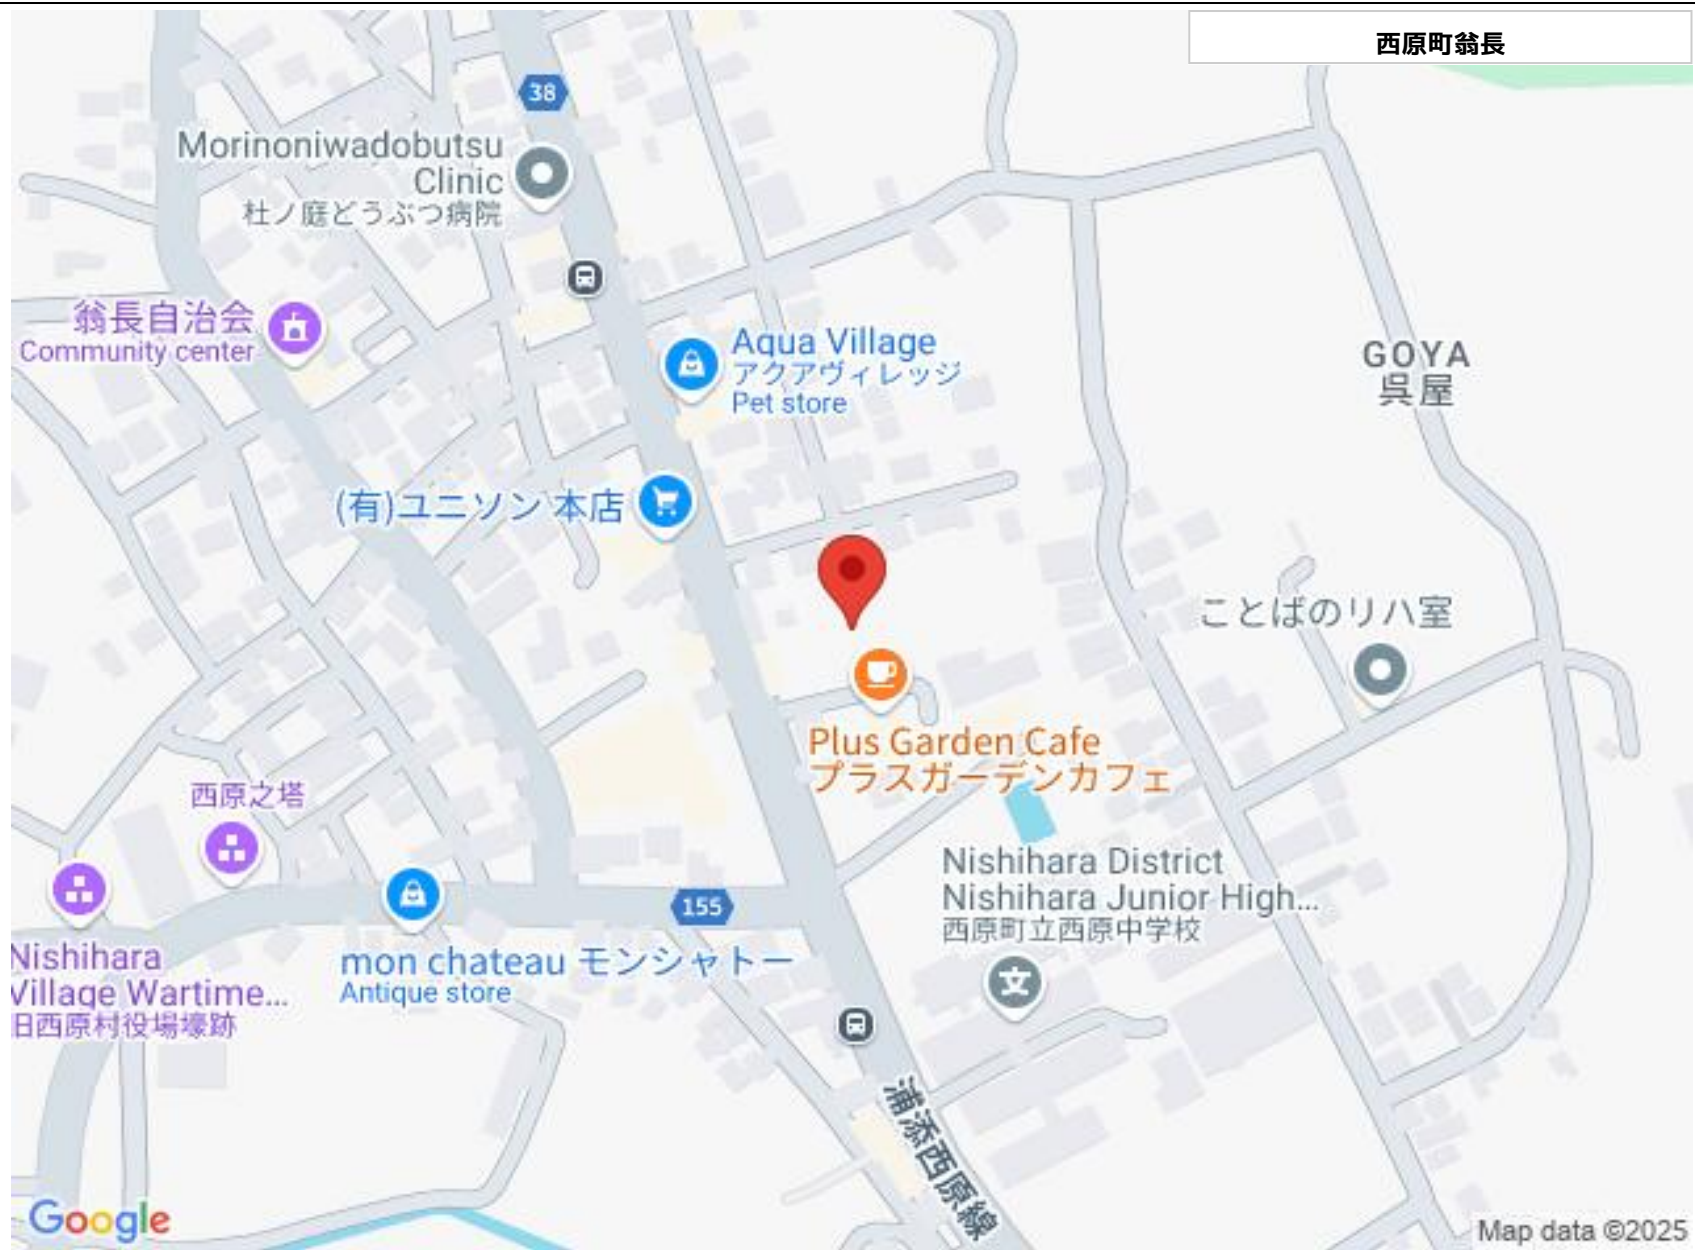 西原町翁長
38
Morinoniwadobutsu
Clinic
杜ノ庭どうぶつ病院
翁長自治会
Community center
Aqua Village
アクアヴィレッジ
Pet store
GOYA
呉屋
(有)ユニソン 本店
ことばのリハ室
Plus Garden Cafe
プラスガーデンカフェ
西原之塔
155
Nishihara District
Nishihara Junior High...
西原町立西原中学校
文
mon chateau モンシャトー
Antique store
Nishihara
Village Wartime...
旧西原村役場壕跡
浦添西原線
Google
Map data ©2025